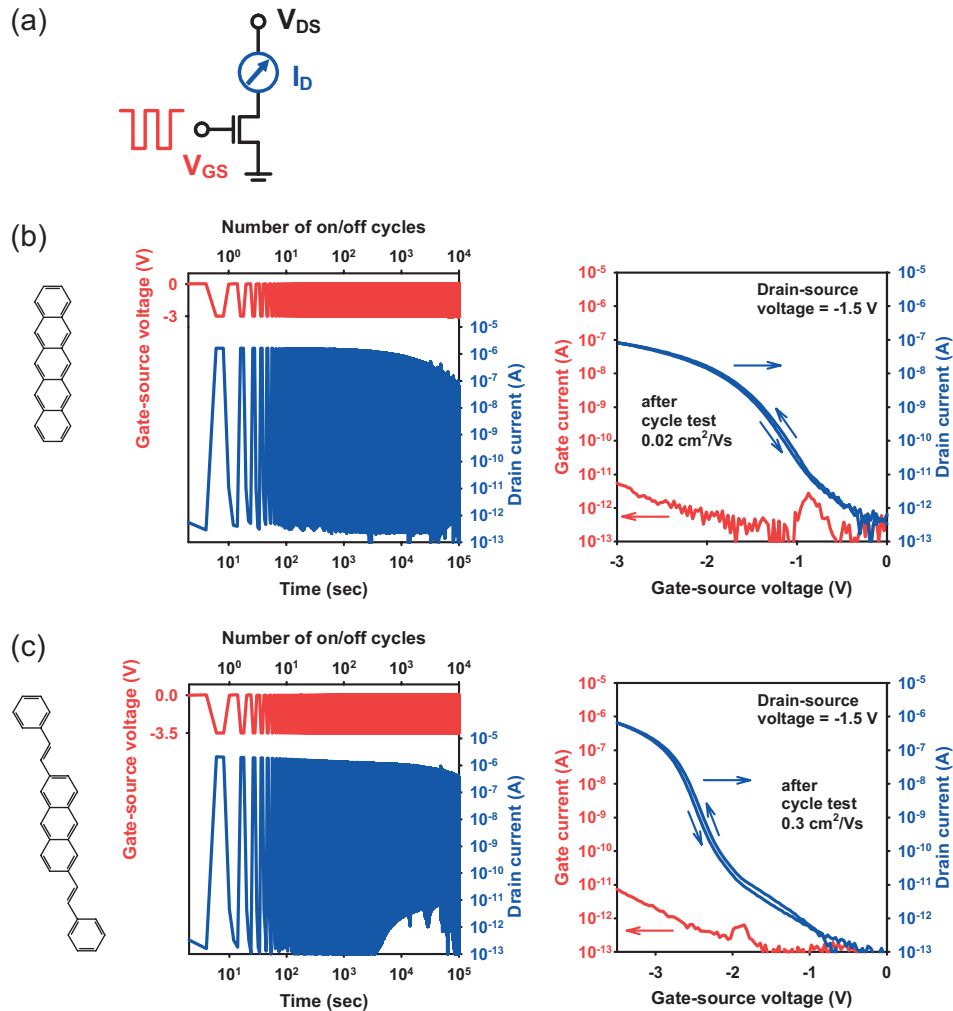 (a)
V_DS
I_D
V_GS
(b)
Number of on/off cycles
10^0 10^1 10^2 10^3 10^4
Gate-source voltage (V)
0
-3
10^-5
10^-6
10^-7
10^-8
10^-9
10^-10
10^-11
10^-12
10^-13
Drain current (A)
10^1 10^2 10^3 10^4 10^5
Time (sec)
Gate current (A)
10^-5
10^-6
10^-7
10^-8
10^-9
10^-10
10^-11
10^-12
10^-13
Drain-source
voltage = -1.5 V
after
cycle test
0.02 cm^2/Vs
10^-5
10^-6
10^-7
10^-8
10^-9
10^-10
10^-11
10^-12
10^-13
Drain current (A)
-3 -2 -1 0
Gate-source voltage (V)
(c)
Number of on/off cycles
10^0 10^1 10^2 10^3 10^4
Gate-source voltage (V)
0.0
-3.5
10^-5
10^-6
10^-7
10^-8
10^-9
10^-10
10^-11
10^-12
10^-13
Drain current (A)
10^1 10^2 10^3 10^4 10^5
Time (sec)
Gate current (A)
10^-5
10^-6
10^-7
10^-8
10^-9
10^-10
10^-11
10^-12
10^-13
Drain-source
voltage = -1.5 V
after
cycle test
0.3 cm^2/Vs
10^-5
10^-6
10^-7
10^-8
10^-9
10^-10
10^-11
10^-12
10^-13
Drain current (A)
-3 -2 -1 0
Gate-source voltage (V)